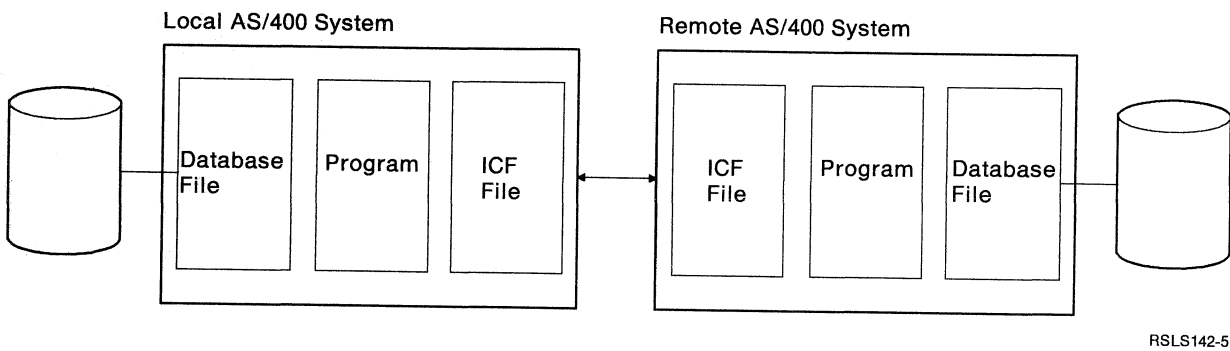 Local AS/400 System
Remote AS/400 System
Database
File
Program
ICF
File
ICF
File
Program
Database
File
RSLS142-5